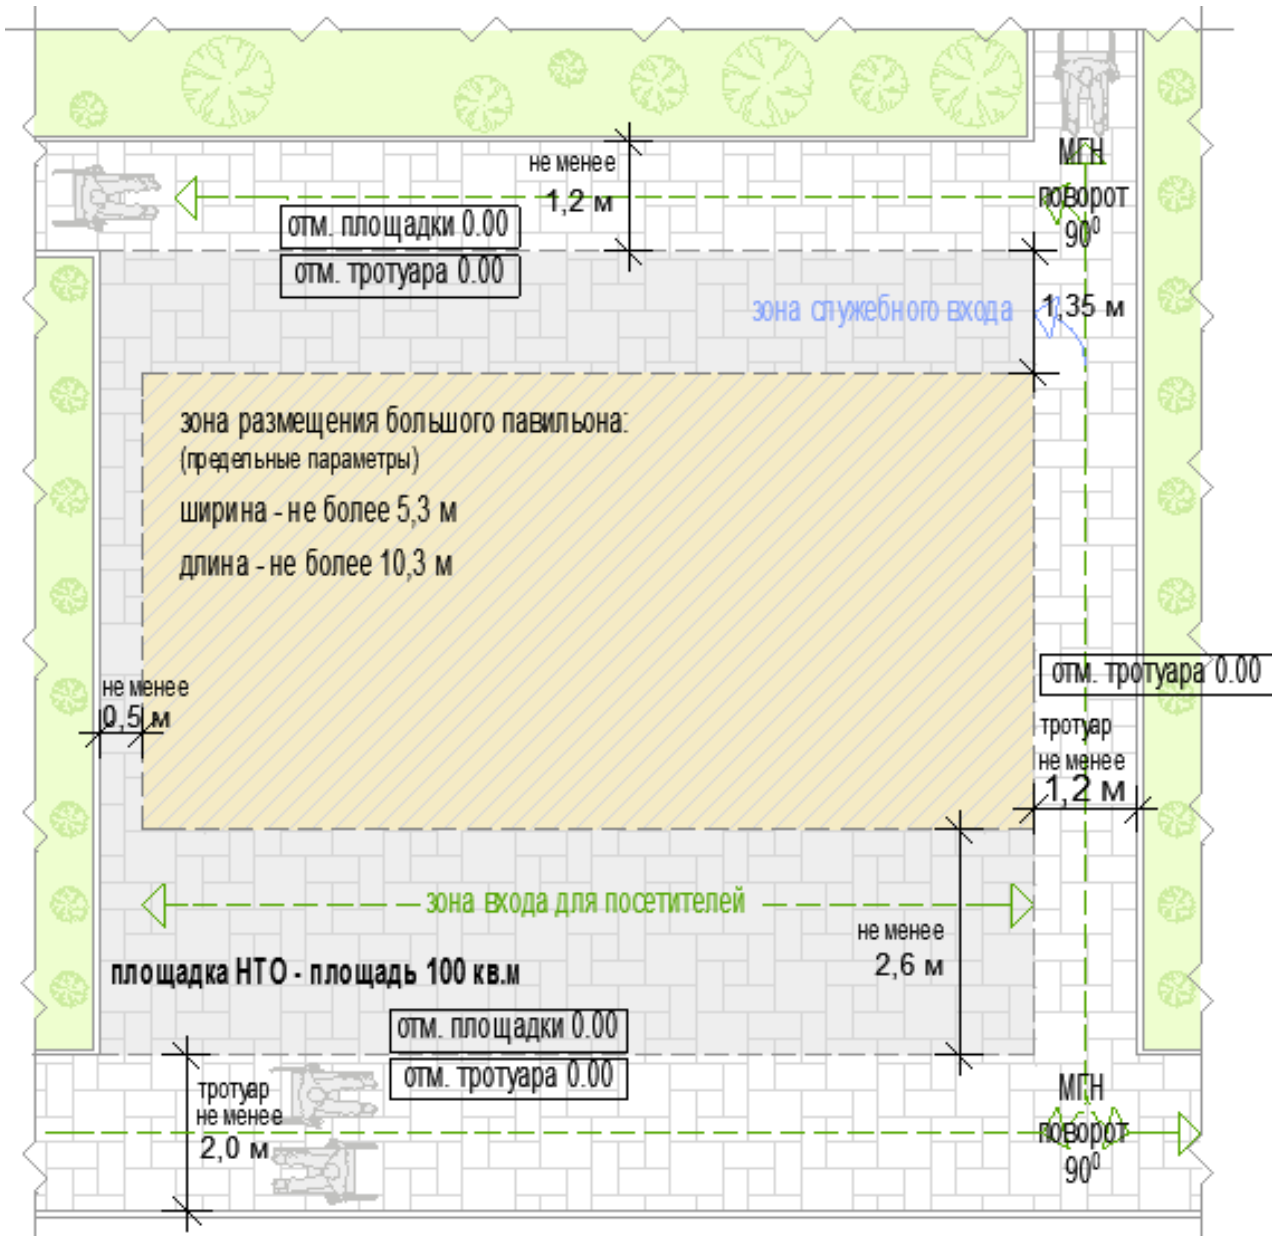 не менее
1,2 м
МГН
поворот
90⁰
отм. площадки 0.00
отм. тротуара 0.00
зона служебного входа
1,35 м
зона размещения большого павильона:
(предельные параметры)
ширина - не более 5,3 м
длина - не более 10,3 м
не менее
0,5 м
отм. тротуара 0.00
тротуар
не менее
1,2 м
зона входа для посетителей
не менее
2,6 м
площадка НТО - площадь 100 кв.м
отм. площадки 0.00
отм. тротуара 0.00
тротуар
не менее
2,0 м
МГН
поворот
90⁰